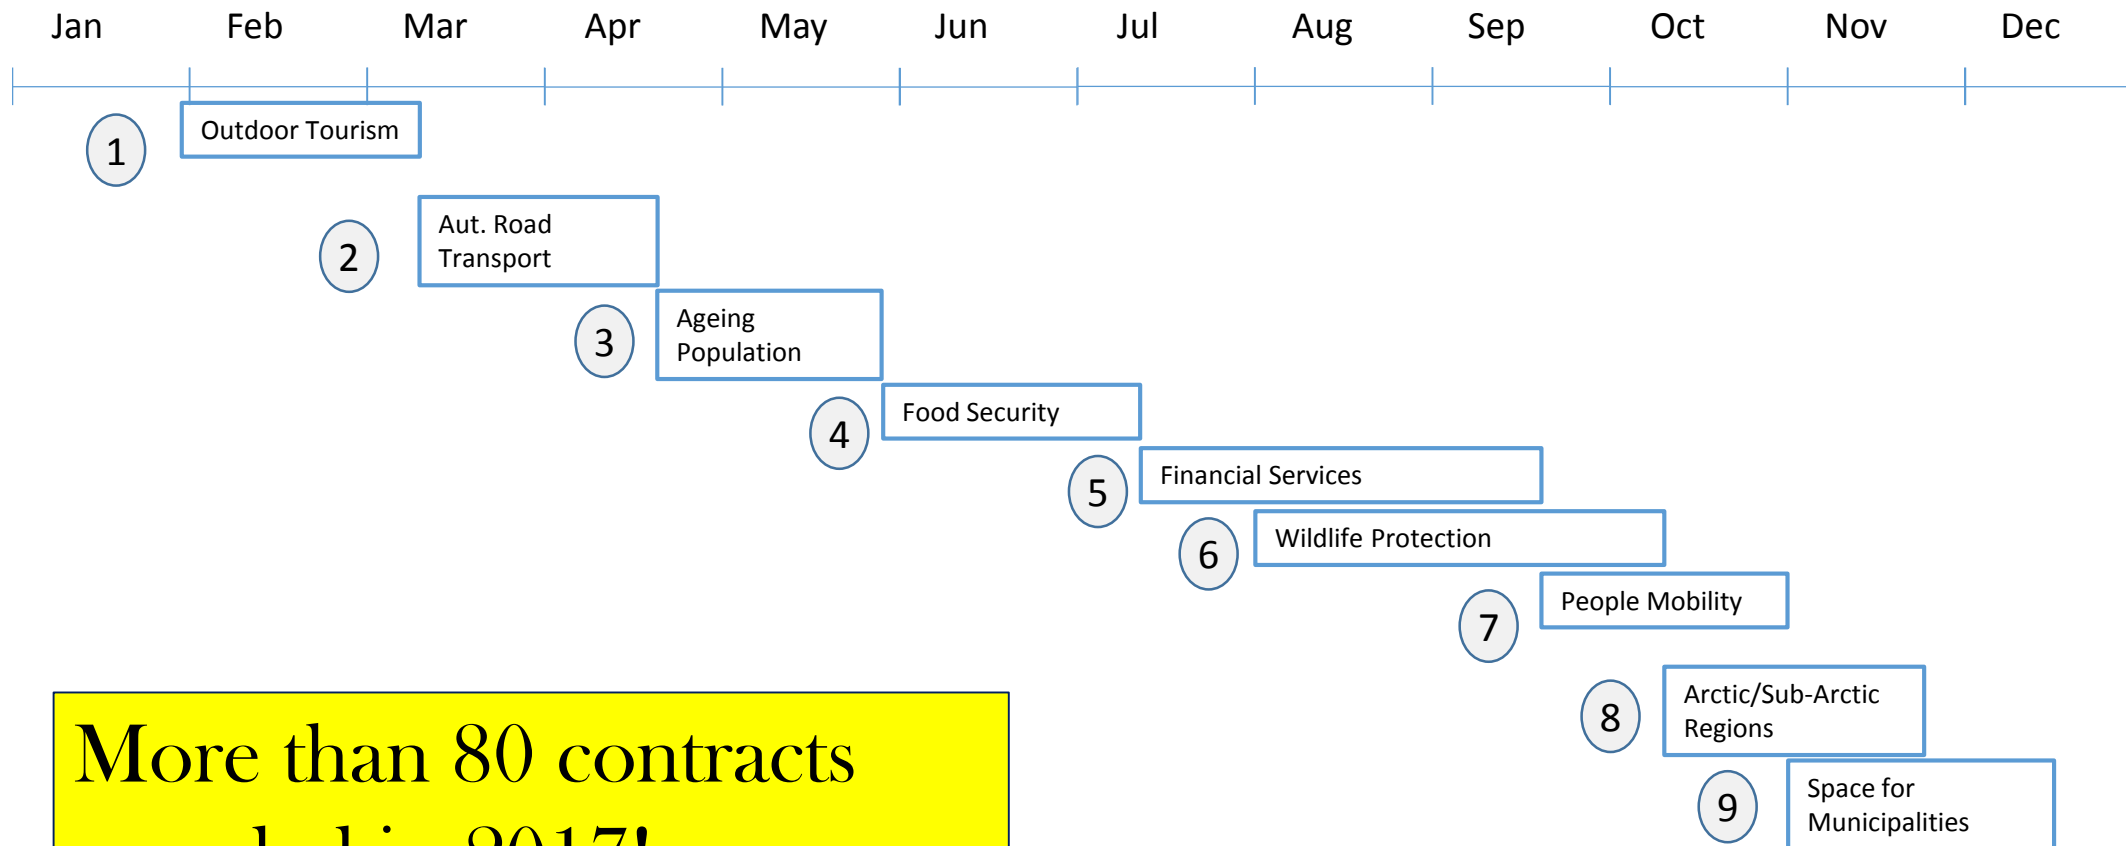 Jan Feb Mar Apr May Jun Jul Aug Sep Oct Nov Dec
1 Outdoor Tourism
2
Aut. Road
Transport
3
Ageing
Population
4 Food Security
5 Financial Services
6 Wildlife Protection
7 People Mobility
8
Arctic/Sub-Arctic
Regions
9
Space for
Municipalities
More than 80 contracts
in 2017!